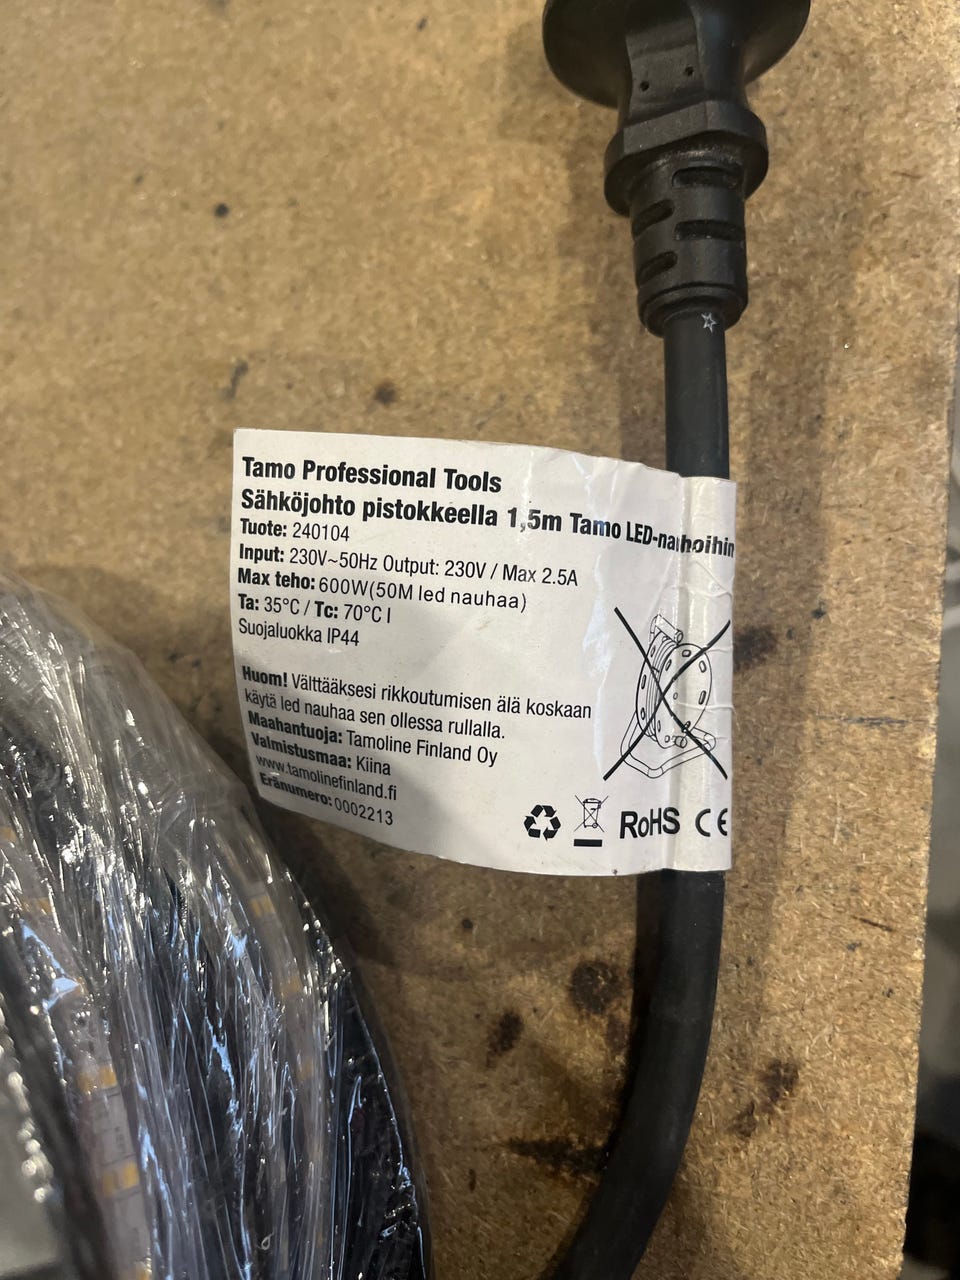 Tamo Professional Tools
Sähköjohto pistokkeella 1,5m Tamo LED-nauhoihin
Tuote: 240104
Input: 230V~50Hz Output: 230V / Max 2.5A
Max teho: 600W(50M led nauhaa)
Ta: 35°C / Tc: 70°C I
Suojaluokka IP44
Huom! Välttääksesi rikkoutumisen älä koskaan
käytä led nauhaa sen ollessa rullalla.
Maahantuoja: Tamoline Finland Oy
Valmistusmaa: Kiina
www.tamolinefinland.fi
Eränumero: 0002213
RoHS CE